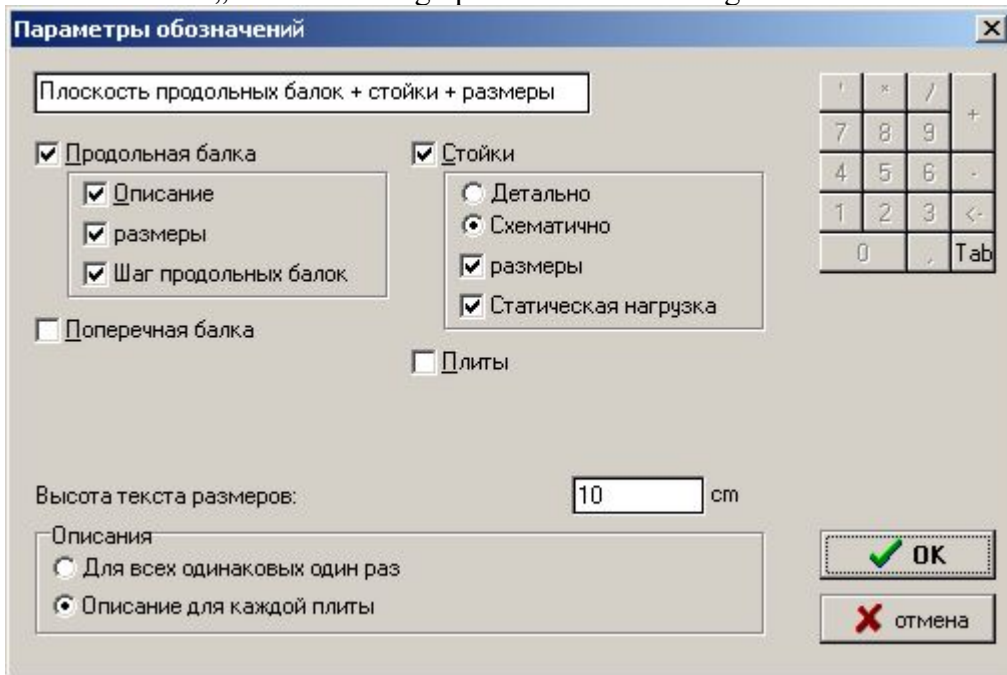 Параметры обозначений
Плоскость продольных балок + стойки + размеры
Продольная балка
Описание
размеры
Шаг продольных балок
Поперечная балка
Стойки
Детально
Схематично
размеры
Статическая нагрузка
Плиты
' * / +
7 8 9
4 5 6 -
1 2 3 <-
0 , Tab
Высота текста размеров: 10 cm
Описания
Для всех одинаковых один раз
Описание для каждой плиты
OK
отмена